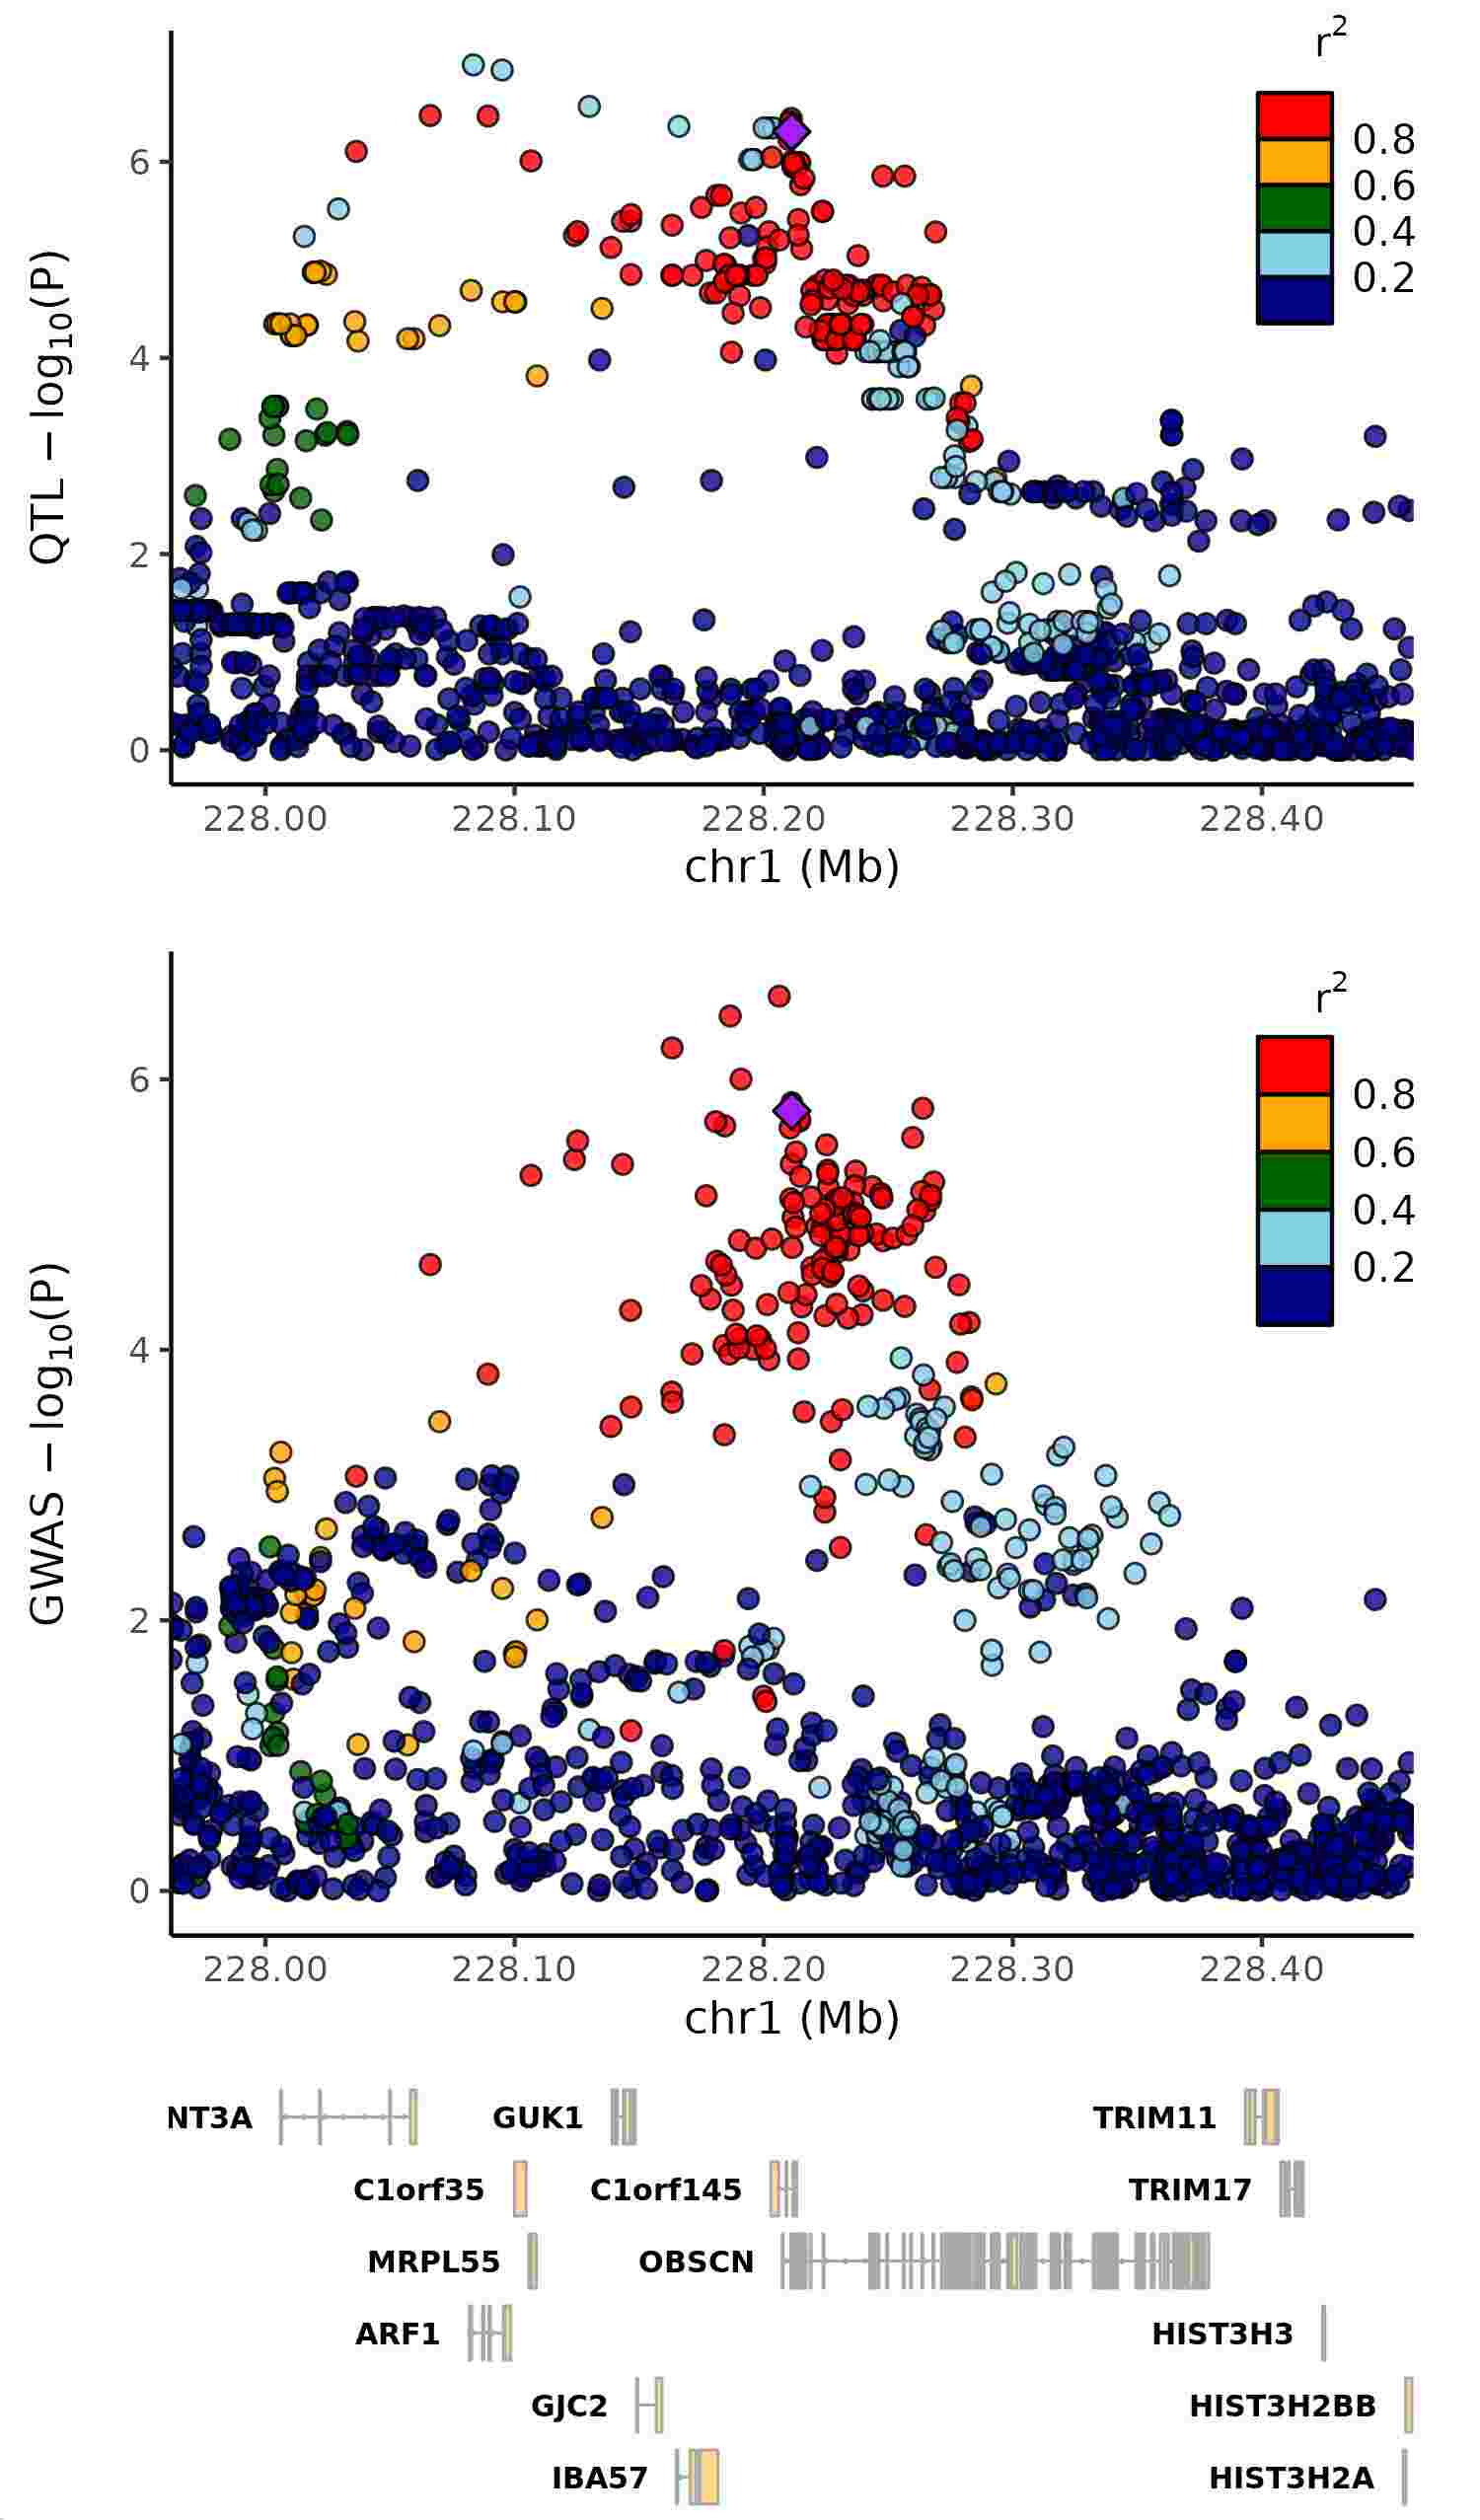 r2
0.8
0.6
0.4
0.2
QTL − log10(P)
6
4
2
0
228.00 228.10 228.20 228.30 228.40
chr1 (Mb)
r2
0.8
0.6
0.4
0.2
GWAS − log10(P)
6
4
2
0
228.00 228.10 228.20 228.30 228.40
chr1 (Mb)
NT3A GUK1 TRIM11
C1orf35 C1orf145 TRIM17
MRPL55 OBSCN
ARF1 HIST3H3
GJC2 HIST3H2BB
IBA57 HIST3H2A